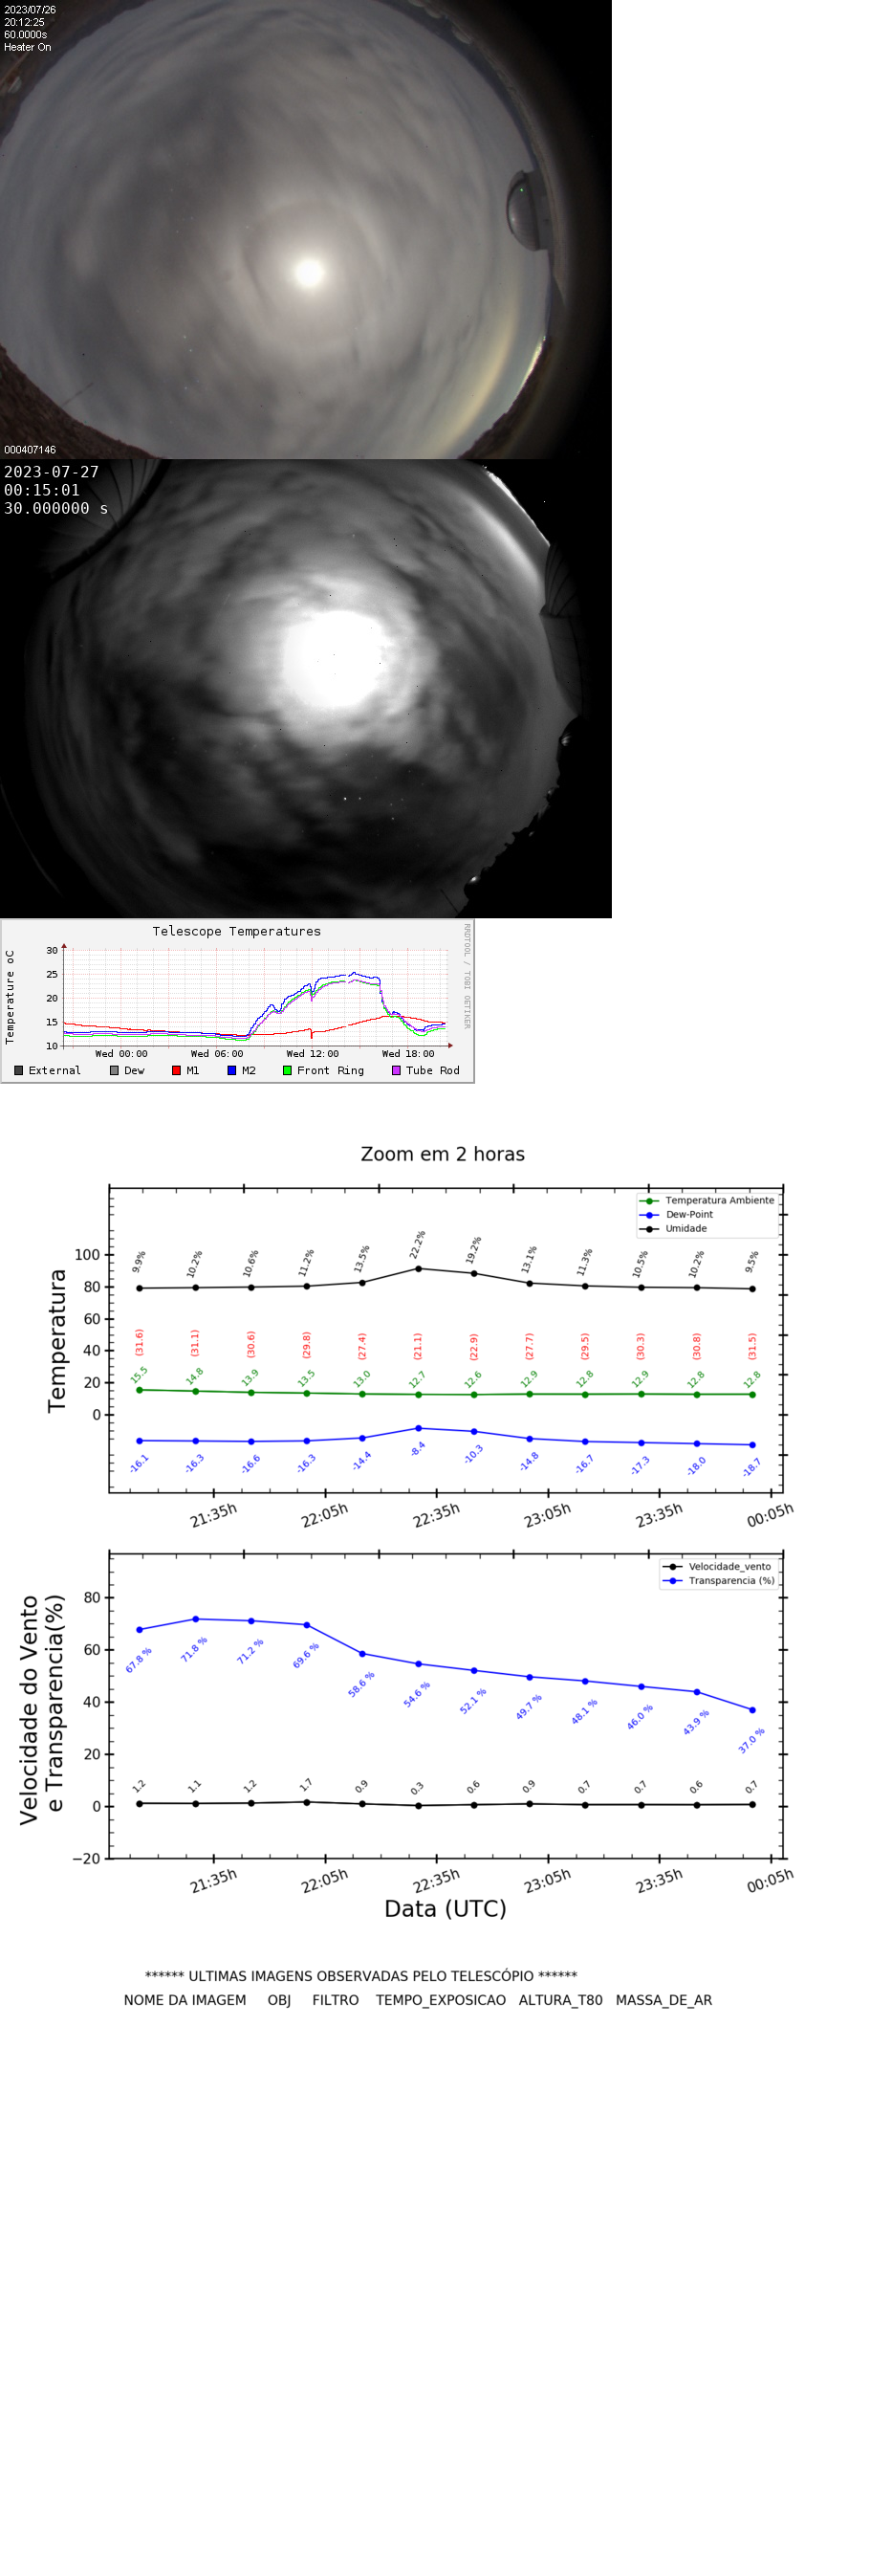 2023/07/26
20:12:25
60.0000s
Heater On
000407146
2023-07-27
00:15:01
30.000000 s
Telescope Temperatures
RRDTOOL / TOBI OETIKER
Temperature oC
30
25
20
15
10
Wed 00:00 Wed 06:00 Wed 12:00 Wed 18:00
External Dew M1 M2 Front Ring Tube Rod
Zoom em 2 horas
Temperatura Ambiente
Dew-Point
Umidade
Temperatura
100
80
60
40
20
0
9.9% 10.2% 10.6% 11.2% 13.5% 22.2% 19.2% 13.1% 11.3% 10.5% 10.2% 9.5%
(31.6) (31.1) (30.6) (29.8) (27.4) (21.1) (22.9) (27.7) (29.5) (30.3) (30.8) (31.5)
15.5 14.8 13.9 13.5 13.0 12.7 12.6 12.9 12.8 12.9 12.8 12.8
-16.1 -16.3 -16.6 -16.3 -14.4 -8.4 -10.3 -14.8 -16.7 -17.3 -18.0 -18.7
21:35h 22:05h 22:35h 23:05h 23:35h 00:05h
Velocidade_vento
Transparencia (%)
Velocidade do Vento
e Transparencia(%)
80
60
40
20
0
−20
67.8 % 71.8 % 71.2 % 69.6 % 58.6 % 54.6 % 52.1 % 49.7 % 48.1 % 46.0 % 43.9 % 37.0 %
1.2 1.1 1.2 1.7 0.9 0.3 0.6 0.9 0.7 0.7 0.6 0.7
21:35h 22:05h 22:35h 23:05h 23:35h 00:05h
Data (UTC)
****** ULTIMAS IMAGENS OBSERVADAS PELO TELESCÓPIO ******
NOME DA IMAGEM OBJ FILTRO TEMPO_EXPOSICAO ALTURA_T80 MASSA_DE_AR